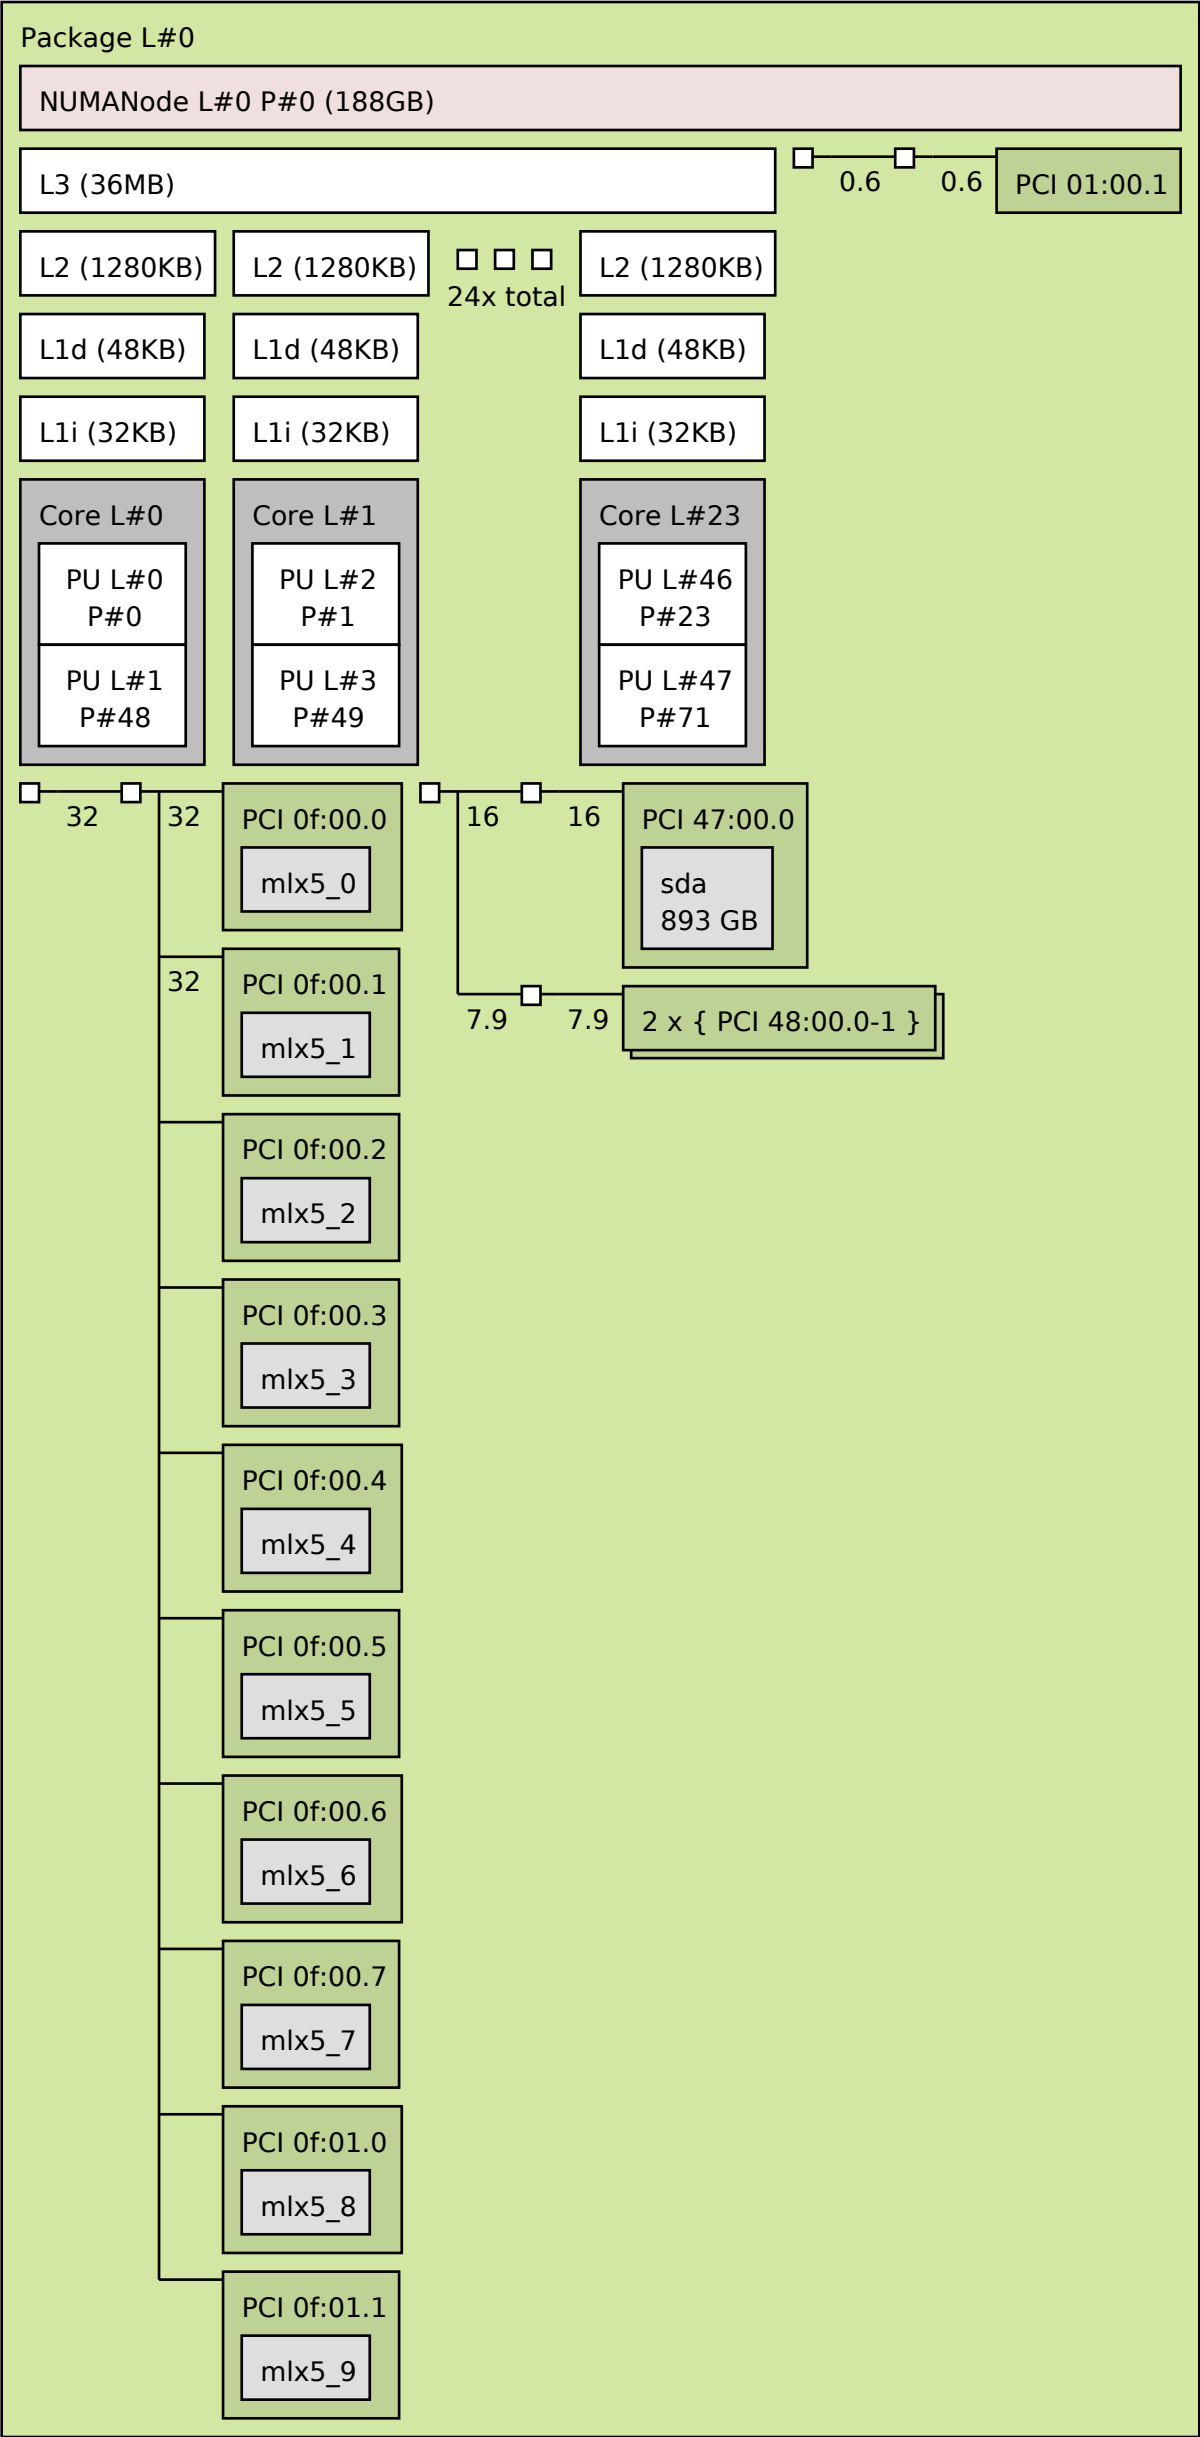 Package L#0
NUMANode L#0 P#0 (188GB)
L3 (36MB)
0.6
0.6
PCI 01:00.1
L2 (1280KB)
L2 (1280KB)
24x total
L2 (1280KB)
L1d (48KB)
L1d (48KB)
L1d (48KB)
L1i (32KB)
L1i (32KB)
L1i (32KB)
Core L#0
PU L#0
P#0
PU L#1
P#48
Core L#1
PU L#2
P#1
PU L#3
P#49
Core L#23
PU L#46
P#23
PU L#47
P#71
32
32
PCI 0f:00.0
mlx5_0
32
PCI 0f:00.1
mlx5_1
PCI 0f:00.2
mlx5_2
PCI 0f:00.3
mlx5_3
PCI 0f:00.4
mlx5_4
PCI 0f:00.5
mlx5_5
PCI 0f:00.6
mlx5_6
PCI 0f:00.7
mlx5_7
PCI 0f:01.0
mlx5_8
PCI 0f:01.1
mlx5_9
16
16
PCI 47:00.0
sda
893 GB
7.9
7.9
2 x { PCI 48:00.0-1 }